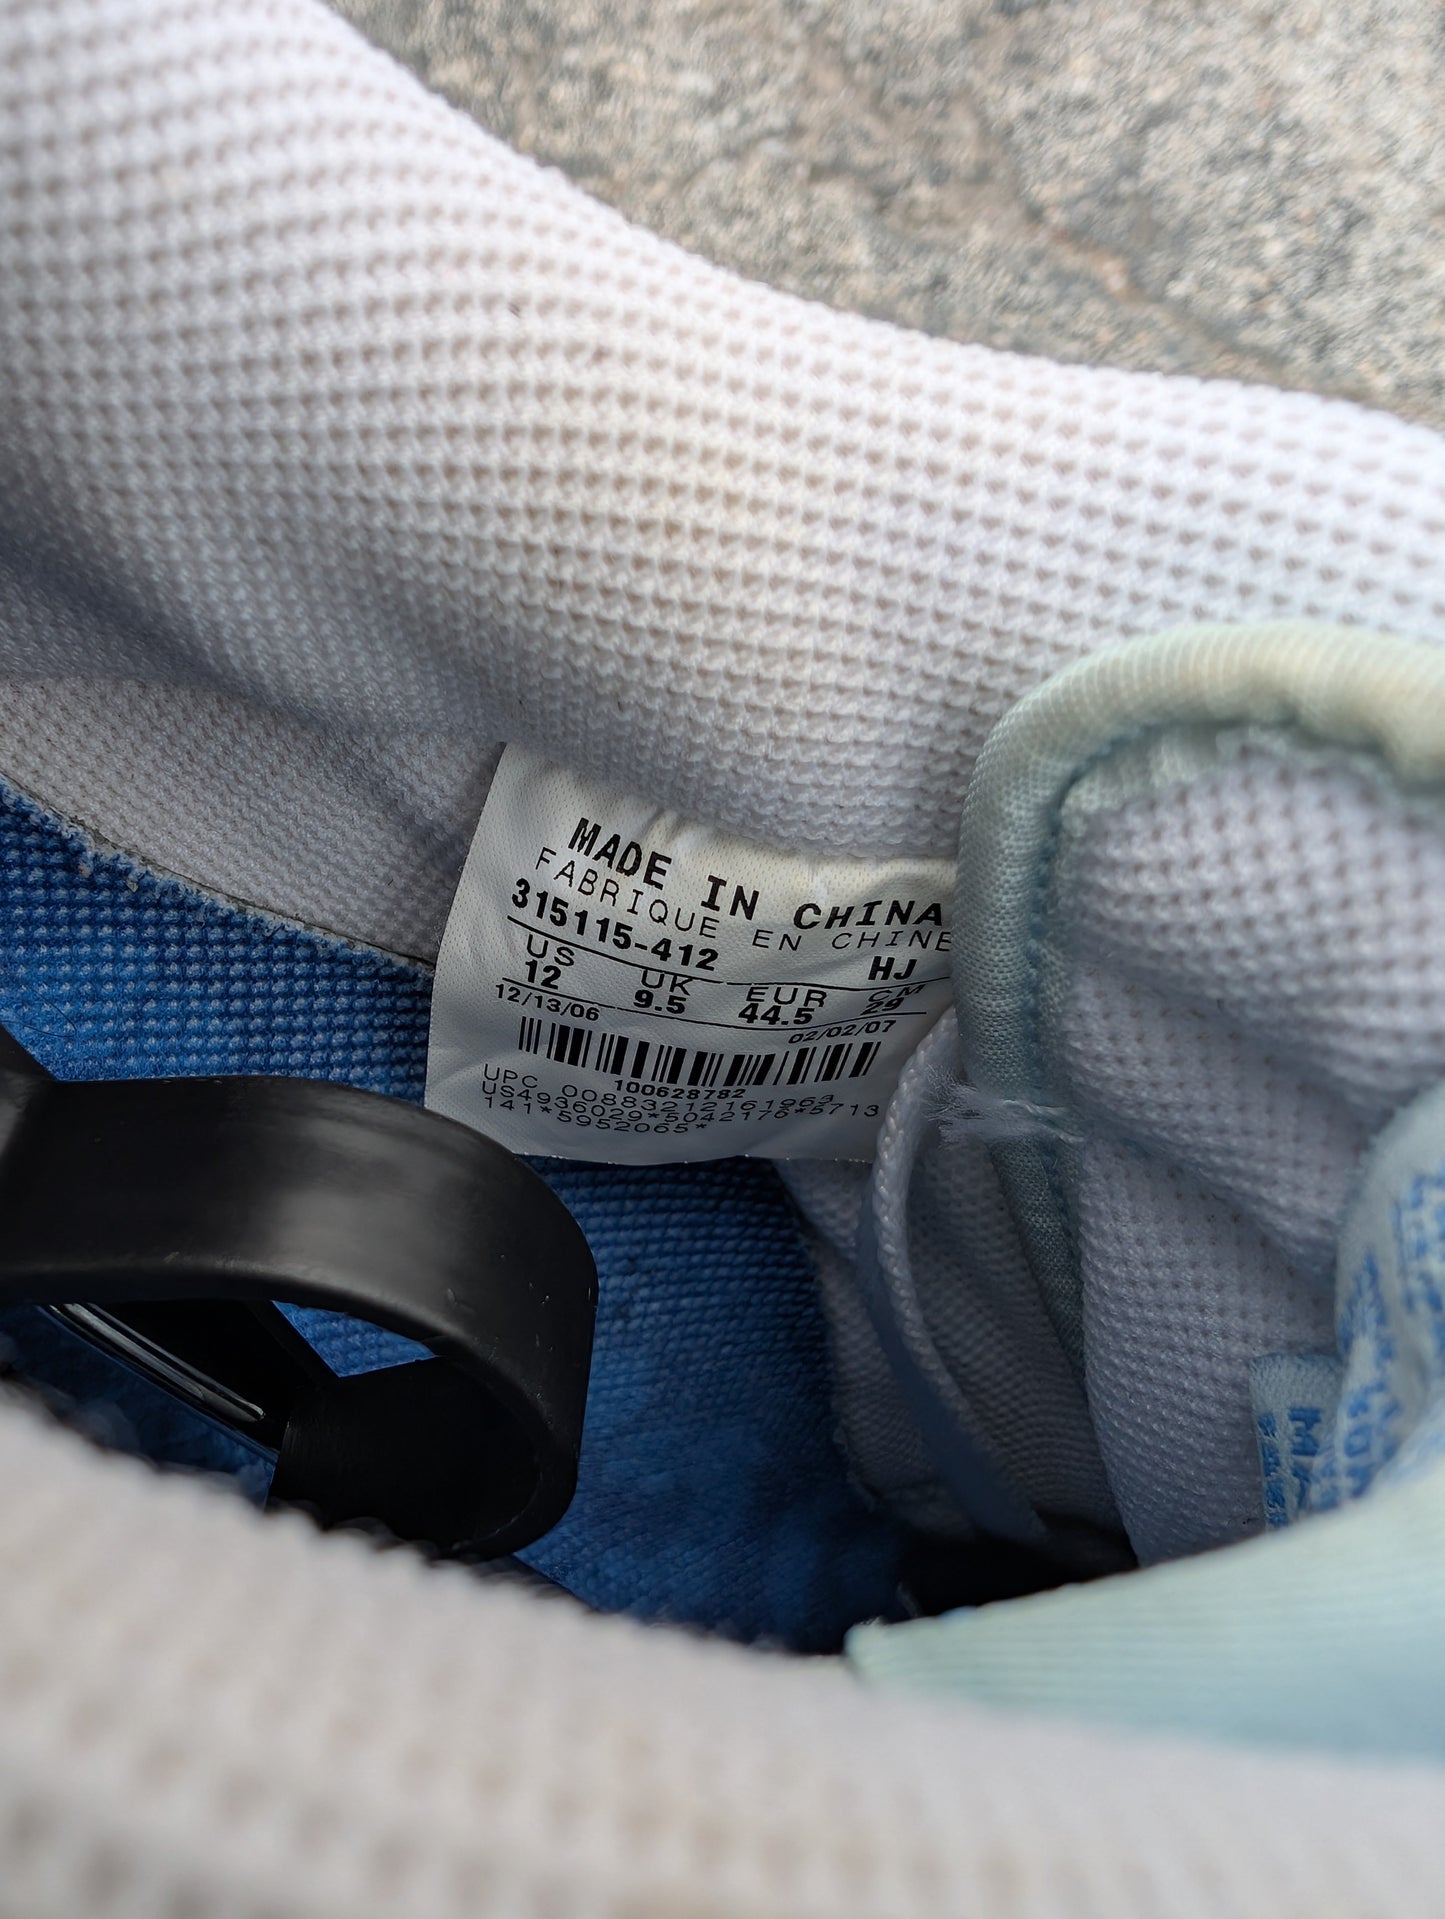 MADE IN CHINA
FABRIQUE EN CHINE
315115-412 HJ
US UK EUR CM
12 9.5 44.5 29
12/13/06 02/02/07
100628782
UPC 00883212161963
US4936029*5042176*5713
141*5952065*